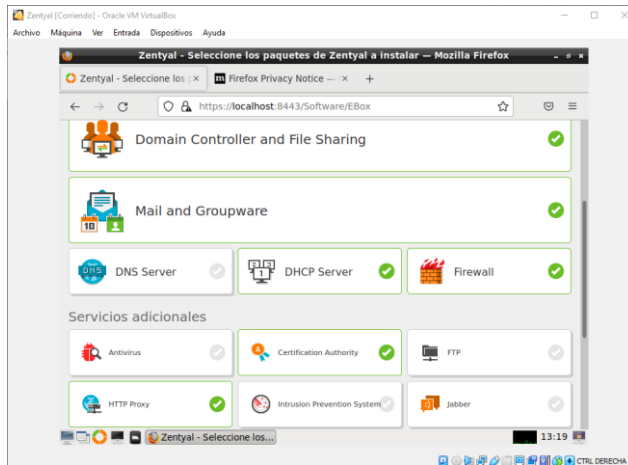 Zentyal [Corriendo] - Oracle VM VirtualBox
Archivo Máquina Ver Entrada Dispositivos Ayuda
Zentyal - Seleccione los paquetes de Zentyal a instalar — Mozilla Firefox
Zentyal - Seleccione los Firefox Privacy Notice —
https://localhost:8443/Software/EBox
Domain Controller and File Sharing
Mail and Groupware
10
DNS DNS Server DHCP Server Firewall
Servicios adicionales
Antivirus Certification Authority FTP
HTTP Proxy Intrusion Prevention System Jabber
Zentyal - Seleccione los... 13:19
CTRL DERECHA